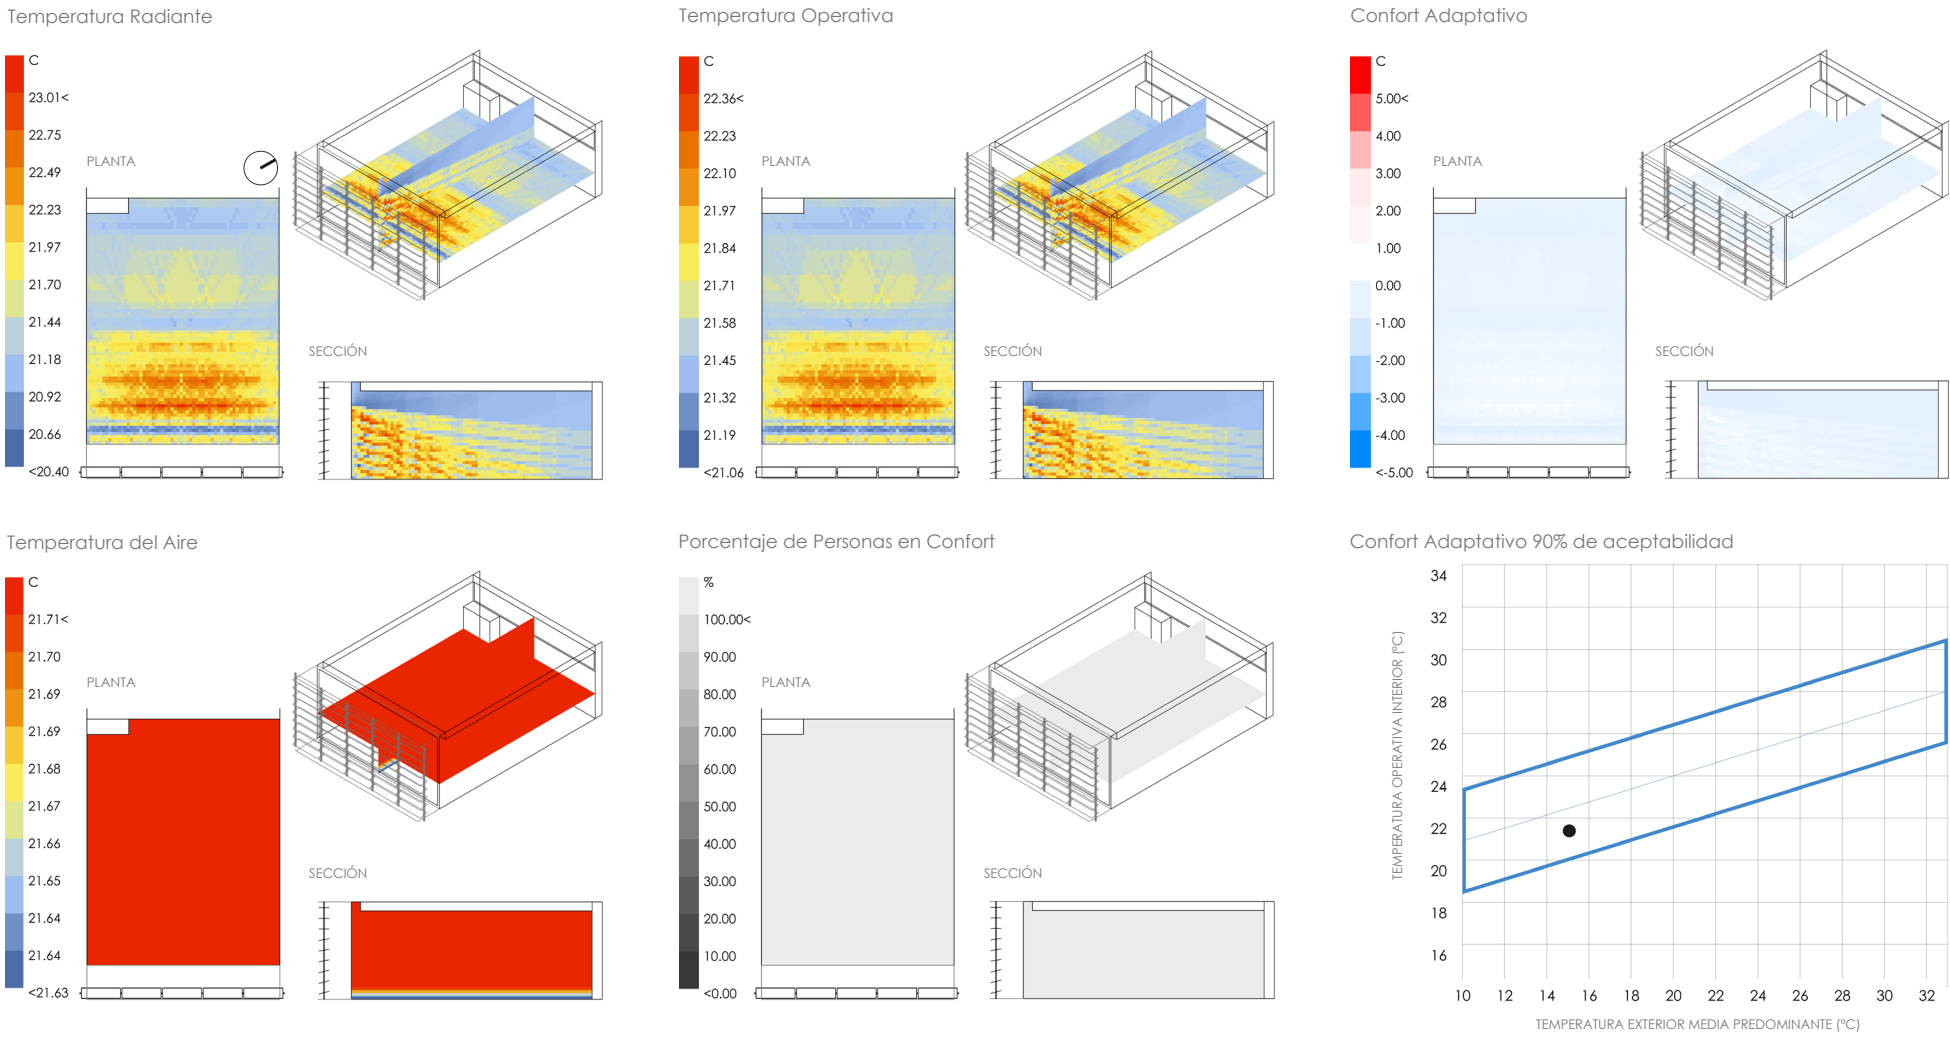 Temperatura Radiante
C
23.01<
22.75
22.49
22.23
21.97
21.70
21.44
21.18
20.92
20.66
<20.40
PLANTA
SECCIÓN
Temperatura Operativa
C
22.36<
22.23
22.10
21.97
21.84
21.71
21.58
21.45
21.32
21.19
<21.06
PLANTA
SECCIÓN
Confort Adaptativo
C
5.00<
4.00
3.00
2.00
1.00
0.00
-1.00
-2.00
-3.00
-4.00
<-5.00
PLANTA
SECCIÓN
Temperatura del Aire
C
21.71<
21.70
21.69
21.69
21.68
21.67
21.66
21.65
21.64
21.64
<21.63
PLANTA
SECCIÓN
Porcentaje de Personas en Confort
%
100.00<
90.00
80.00
70.00
60.00
50.00
40.00
30.00
20.00
10.00
<0.00
PLANTA
SECCIÓN
Confort Adaptativo 90% de aceptabilidad
TEMPERATURA OPERATIVA INTERIOR (ºC)
34
32
30
28
26
24
22
20
18
16
10 12 14 16 18 20 22 24 26 28 30 32
TEMPERATURA EXTERIOR MEDIA PREDOMINANTE (ºC)